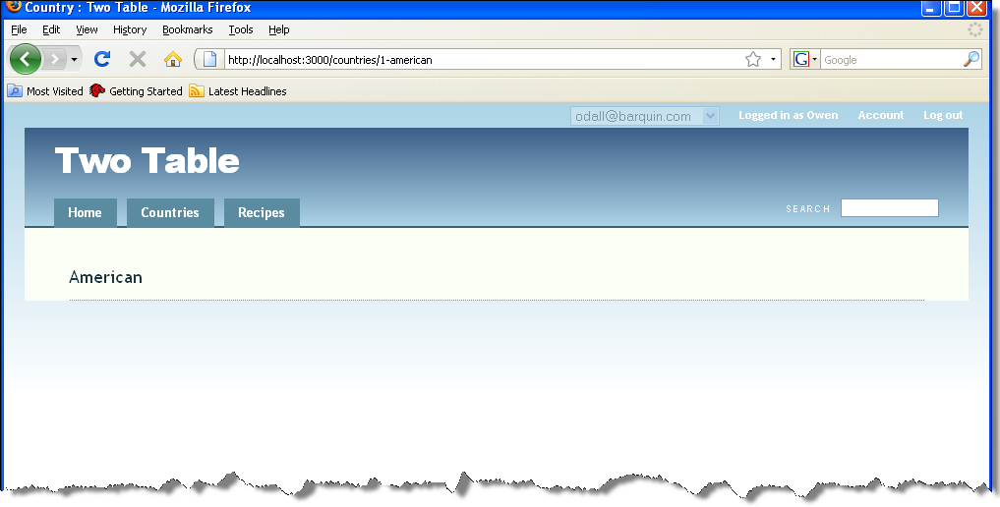 Country : Two Table - Mozilla Firefox
File Edit View History Bookmarks Tools Help
http://localhost:3000/countries/1-american G Google
Most Visited Getting Started Latest Headlines
odall@barquin.com Logged in as Owen Account Log out
Two Table
Home Countries Recipes SEARCH
American